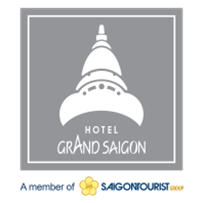 HOTEL
GRAND SAIGON
A member of SAIGONTOURIST GROUP